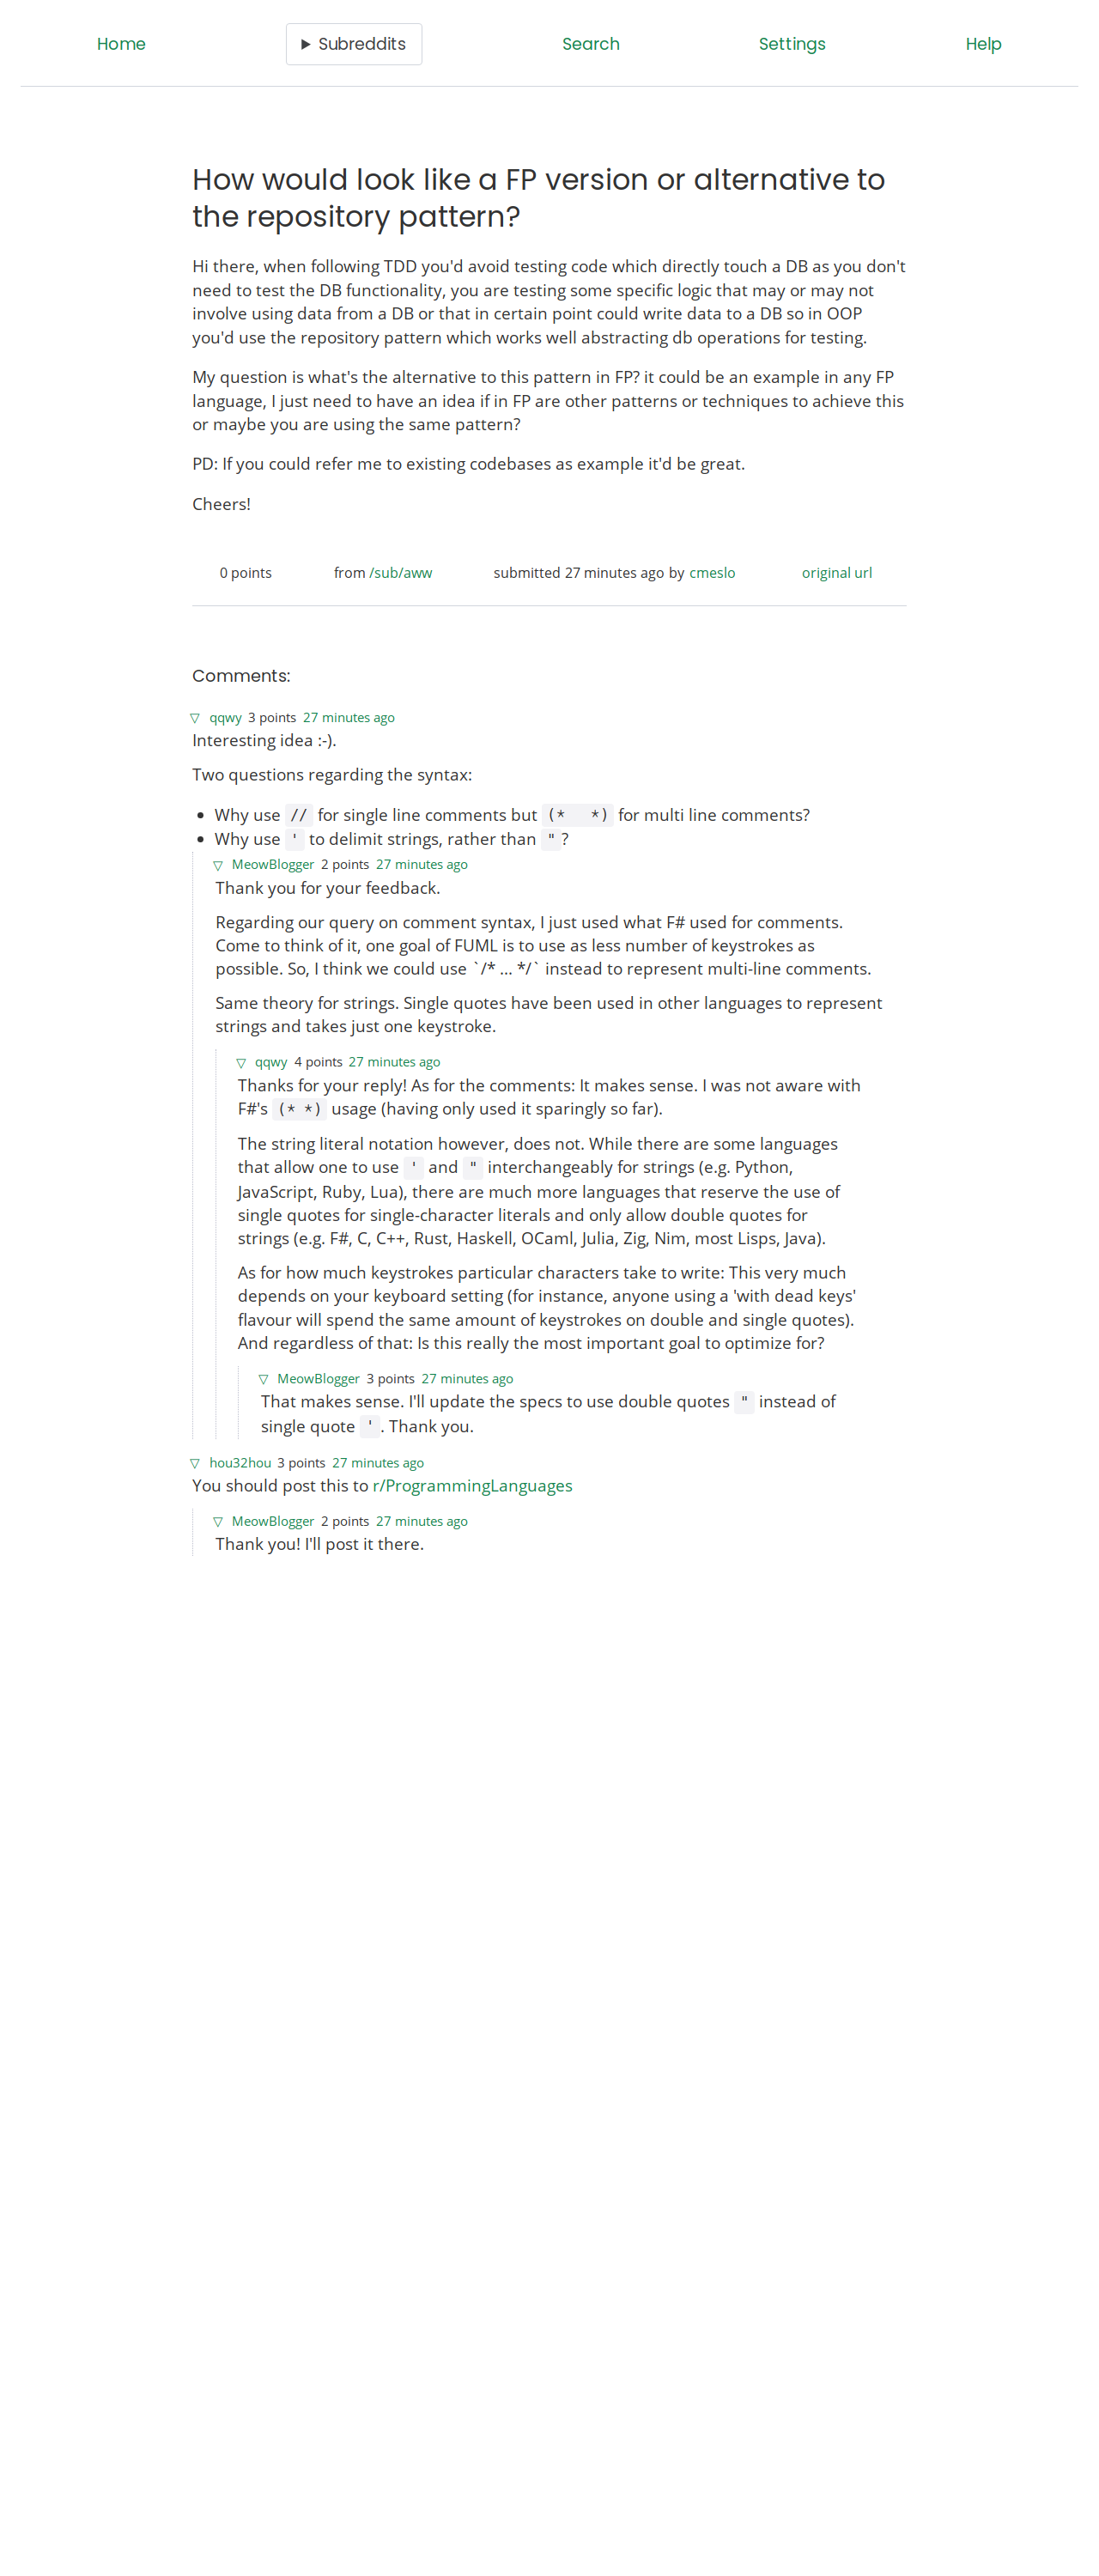 Home
▶ Subreddits
Search
Settings
Help
How would look like a FP version or alternative to
the repository pattern?
Hi there, when following TDD you'd avoid testing code which directly touch a DB as you don't
need to test the DB functionality, you are testing some specific logic that may or may not
involve using data from a DB or that in certain point could write data to a DB so in OOP
you'd use the repository pattern which works well abstracting db operations for testing.
My question is what's the alternative to this pattern in FP? it could be an example in any FP
language, I just need to have an idea if in FP are other patterns or techniques to achieve this
or maybe you are using the same pattern?
PD: If you could refer me to existing codebases as example it'd be great.
Cheers!
0 points from /sub/aww submitted 27 minutes ago by cmeslo original url
Comments:
▽ qqwy 3 points 27 minutes ago
Interesting idea :-).
Two questions regarding the syntax:
• Why use // for single line comments but (*   *) for multi line comments?
• Why use ' to delimit strings, rather than "?
▽ MeowBlogger 2 points 27 minutes ago
Thank you for your feedback.
Regarding our query on comment syntax, I just used what F# used for comments.
Come to think of it, one goal of FUML is to use as less number of keystrokes as
possible. So, I think we could use `/* ... */` instead to represent multi-line comments.
Same theory for strings. Single quotes have been used in other languages to represent
strings and takes just one keystroke.
▽ qqwy 4 points 27 minutes ago
Thanks for your reply! As for the comments: It makes sense. I was not aware with
F#'s (* *) usage (having only used it sparingly so far).
The string literal notation however, does not. While there are some languages
that allow one to use ' and " interchangeably for strings (e.g. Python,
JavaScript, Ruby, Lua), there are much more languages that reserve the use of
single quotes for single-character literals and only allow double quotes for
strings (e.g. F#, C, C++, Rust, Haskell, OCaml, Julia, Zig, Nim, most Lisps, Java).
As for how much keystrokes particular characters take to write: This very much
depends on your keyboard setting (for instance, anyone using a 'with dead keys'
flavour will spend the same amount of keystrokes on double and single quotes).
And regardless of that: Is this really the most important goal to optimize for?
▽ MeowBlogger 3 points 27 minutes ago
That makes sense. I'll update the specs to use double quotes " instead of
single quote '. Thank you.
▽ hou32hou 3 points 27 minutes ago
You should post this to r/ProgrammingLanguages
▽ MeowBlogger 2 points 27 minutes ago
Thank you! I'll post it there.